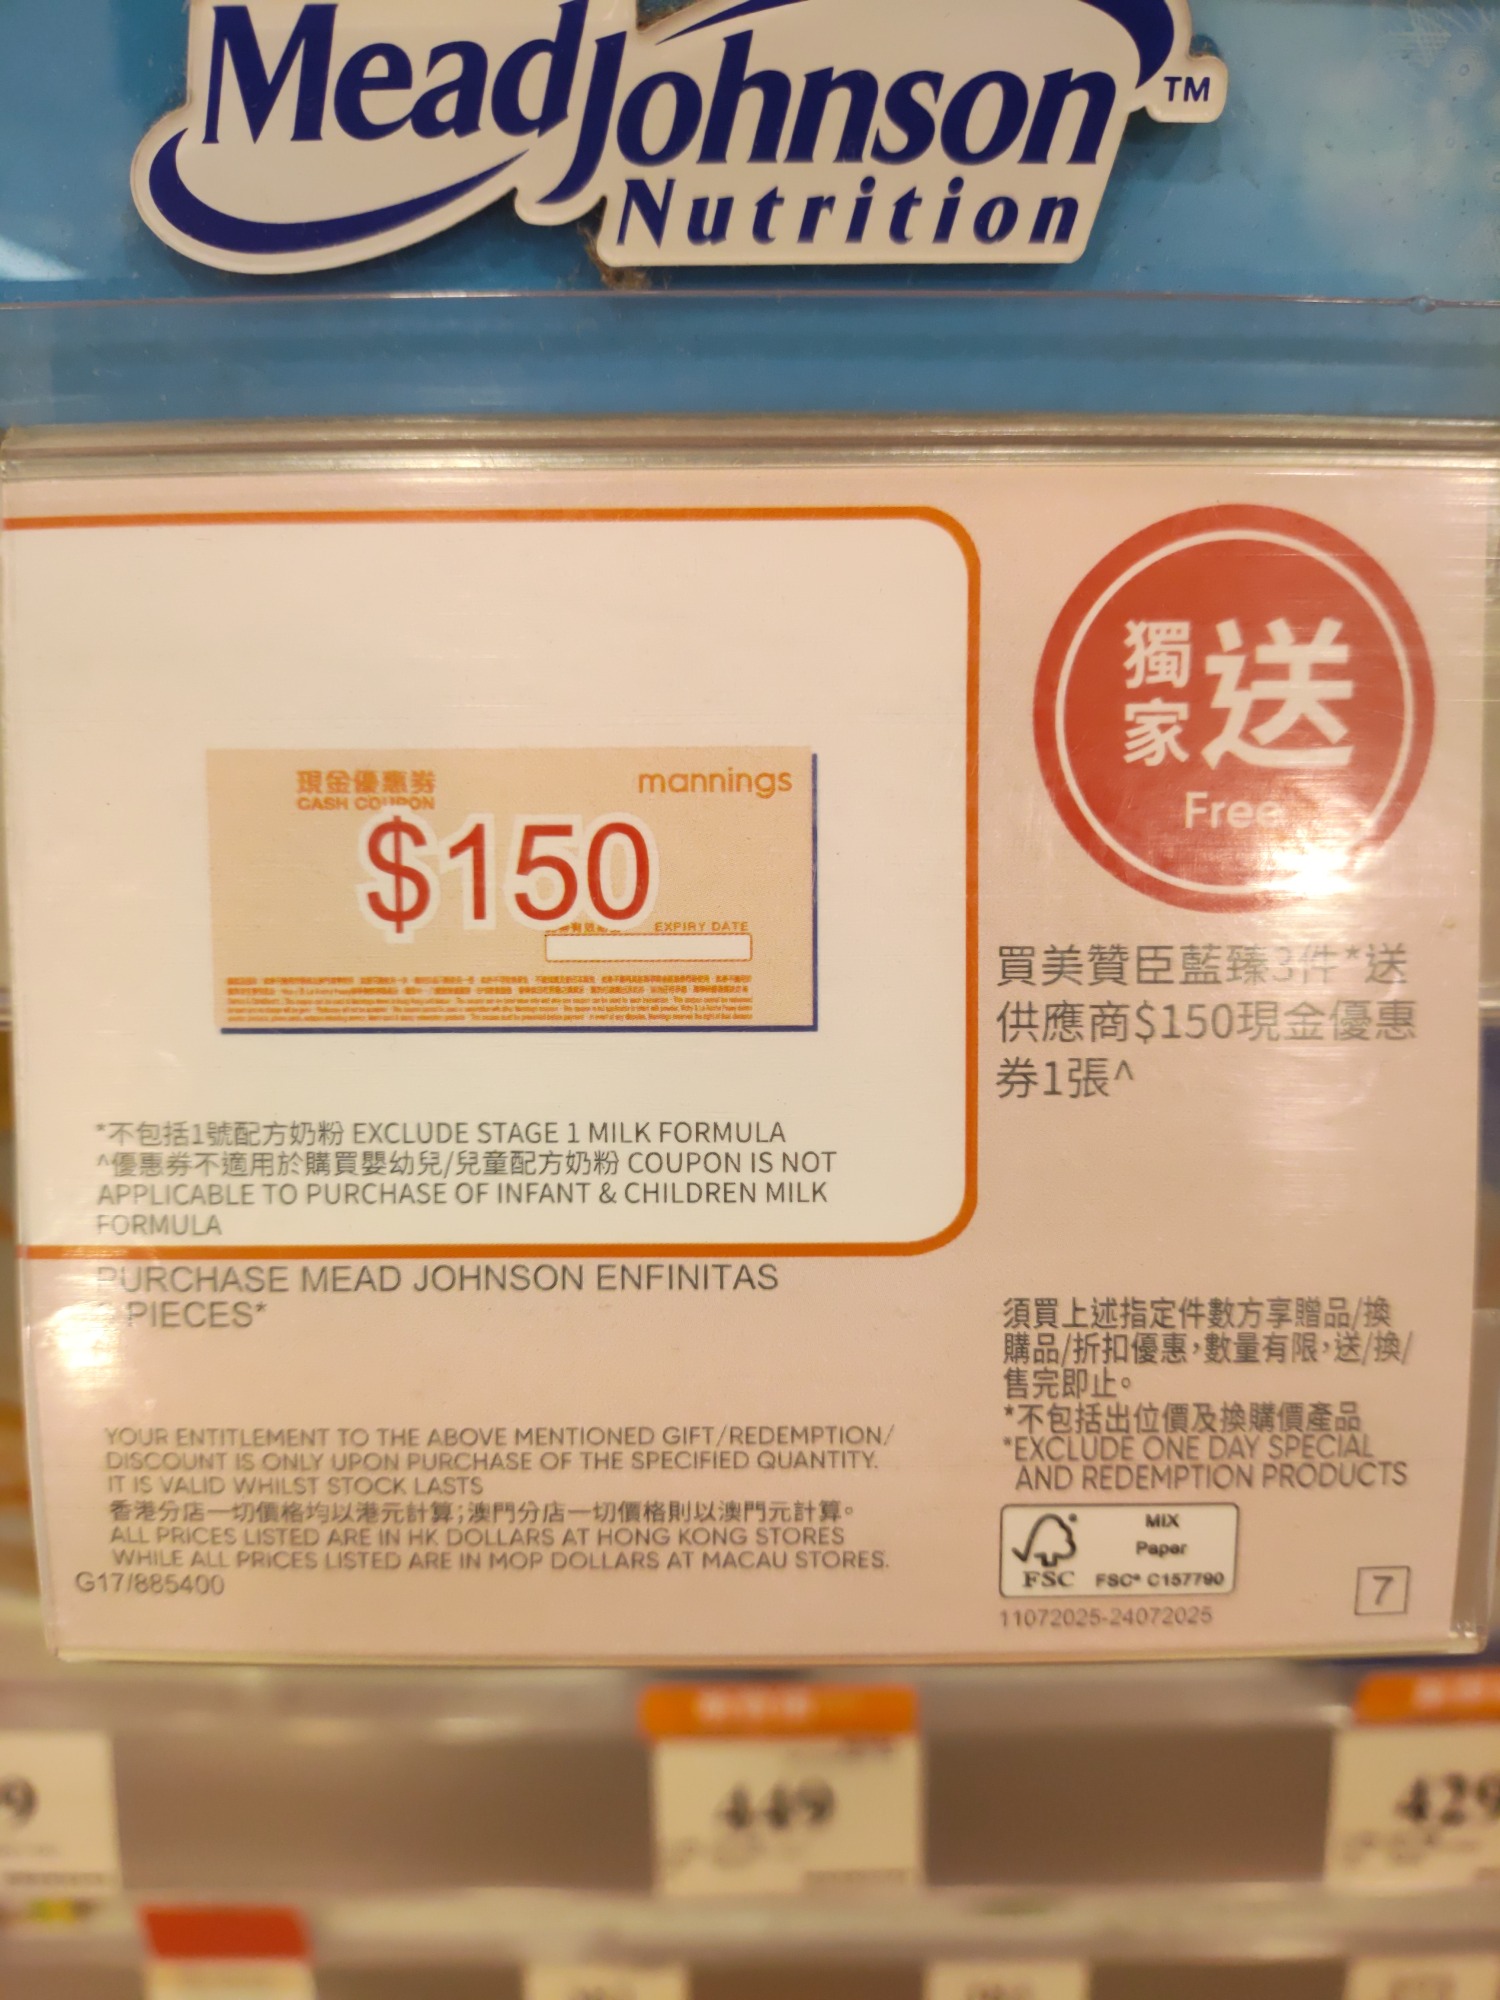 MeadJohnson™
Nutrition
獨家送
Free
現金優惠券
CASH COUPON
mannings
$150
EXPIRY DATE
買美贊臣藍臻3件*送
供應商$150現金優惠
券1張^
*不包括1號配方奶粉 EXCLUDE STAGE 1 MILK FORMULA
^優惠券不適用於購買嬰幼兒/兒童配方奶粉 COUPON IS NOT
APPLICABLE TO PURCHASE OF INFANT & CHILDREN MILK
FORMULA
PURCHASE MEAD JOHNSON ENFINITAS
PIECES*
須買上述指定件數方享贈品/換
購品/折扣優惠，數量有限，送/換/
售完即止。
*不包括出位價及換購價產品
*EXCLUDE ONE DAY SPECIAL
AND REDEMPTION PRODUCTS
YOUR ENTITLEMENT TO THE ABOVE MENTIONED GIFT/REDEMPTION/
DISCOUNT IS ONLY UPON PURCHASE OF THE SPECIFIED QUANTITY.
IT IS VALID WHILST STOCK LASTS
香港分店一切價格均以港元計算；澳門分店一切價格則以澳門元計算。
ALL PRICES LISTED ARE IN HK DOLLARS AT HONG KONG STORES
WHILE ALL PRICES LISTED ARE IN MOP DOLLARS AT MACAU STORES.
G17/885400
MIX
Paper
FSC FSC® C157790
11072025-24072025
7
9
449
429